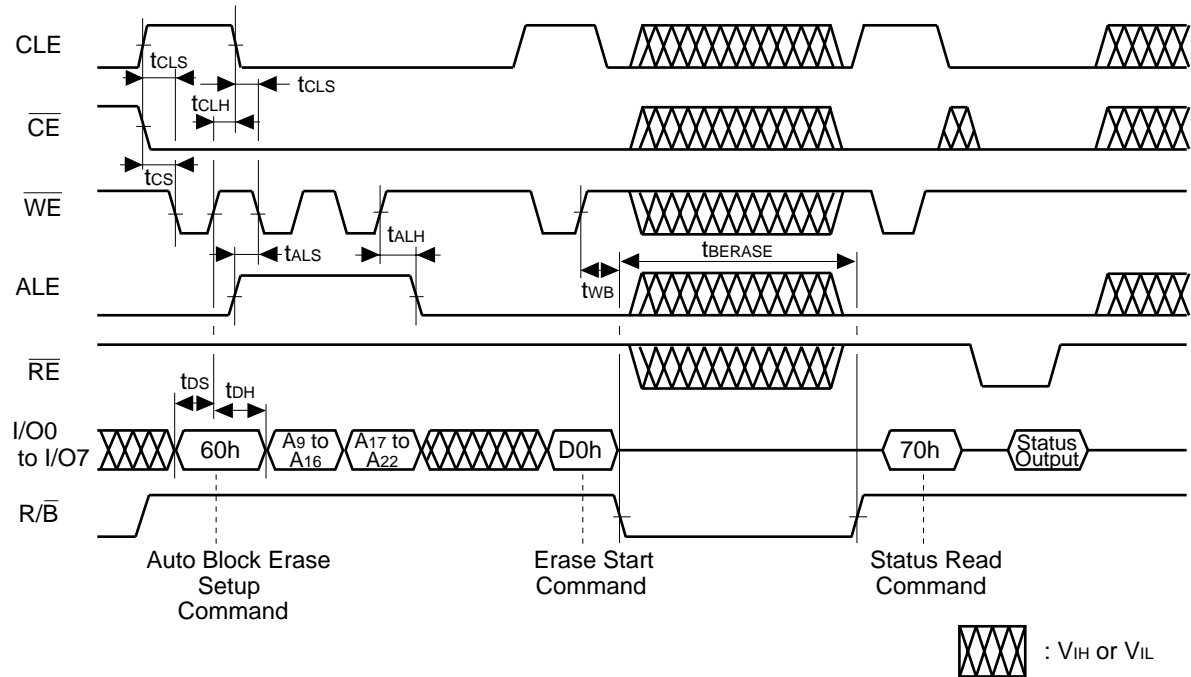 CLE
tCLS
tCLS
tCLH
CE
tCS
WE
tALS
tALH
tBERASE
tWB
ALE
RE
tDS
tDH
I/O0
to I/O7
60h
A9 to
A16
A17 to
A22
D0h
70h
Status
Output
R/B
Auto Block Erase
Setup
Command
Erase Start
Command
Status Read
Command
: VIH or VIL